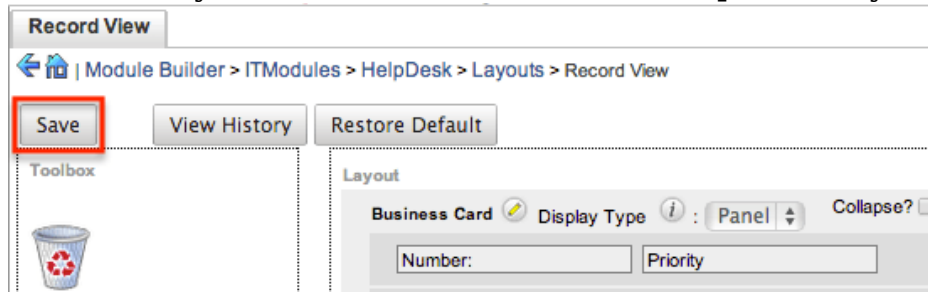 Record View
| Module Builder > ITModules > HelpDesk > Layouts > Record View
Save View History Restore Default
Toolbox
Layout
Business Card Display Type i : Panel Collapse?
Number: Priority